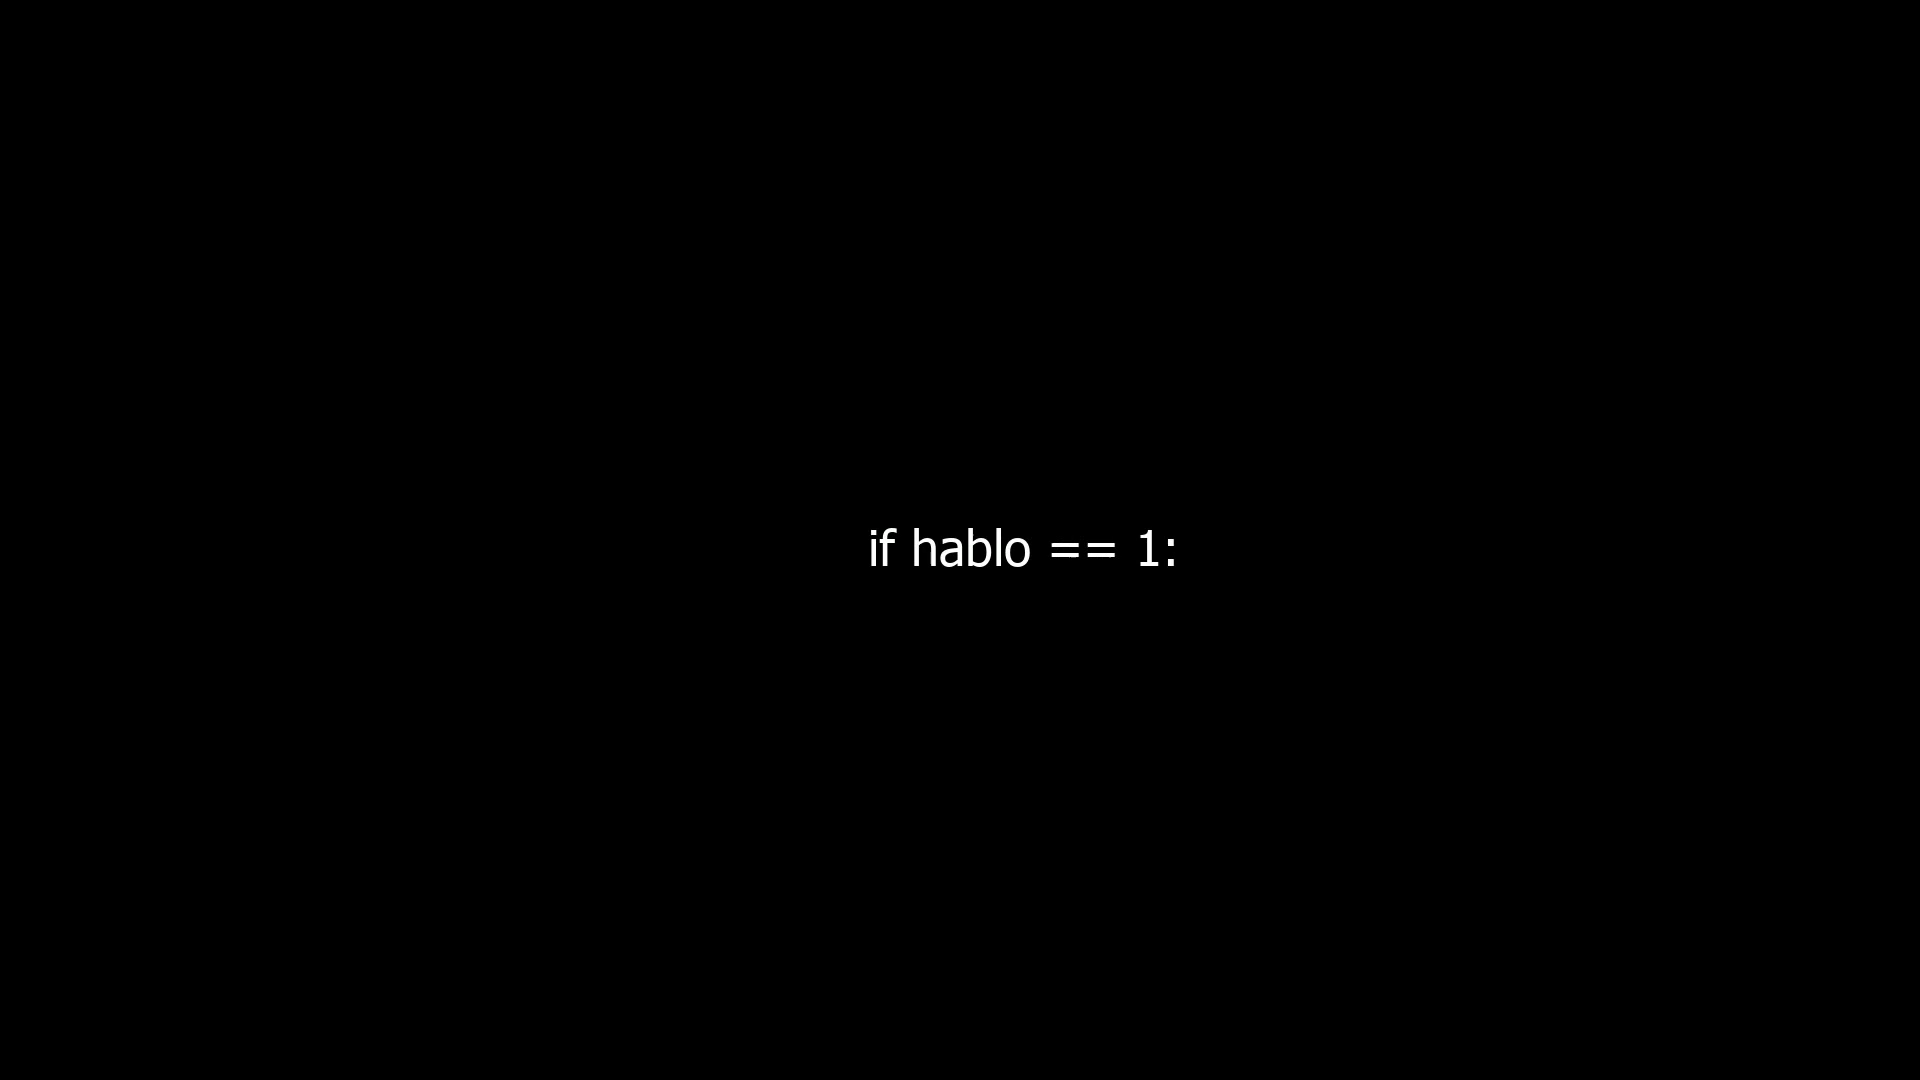 if hablo == 1: